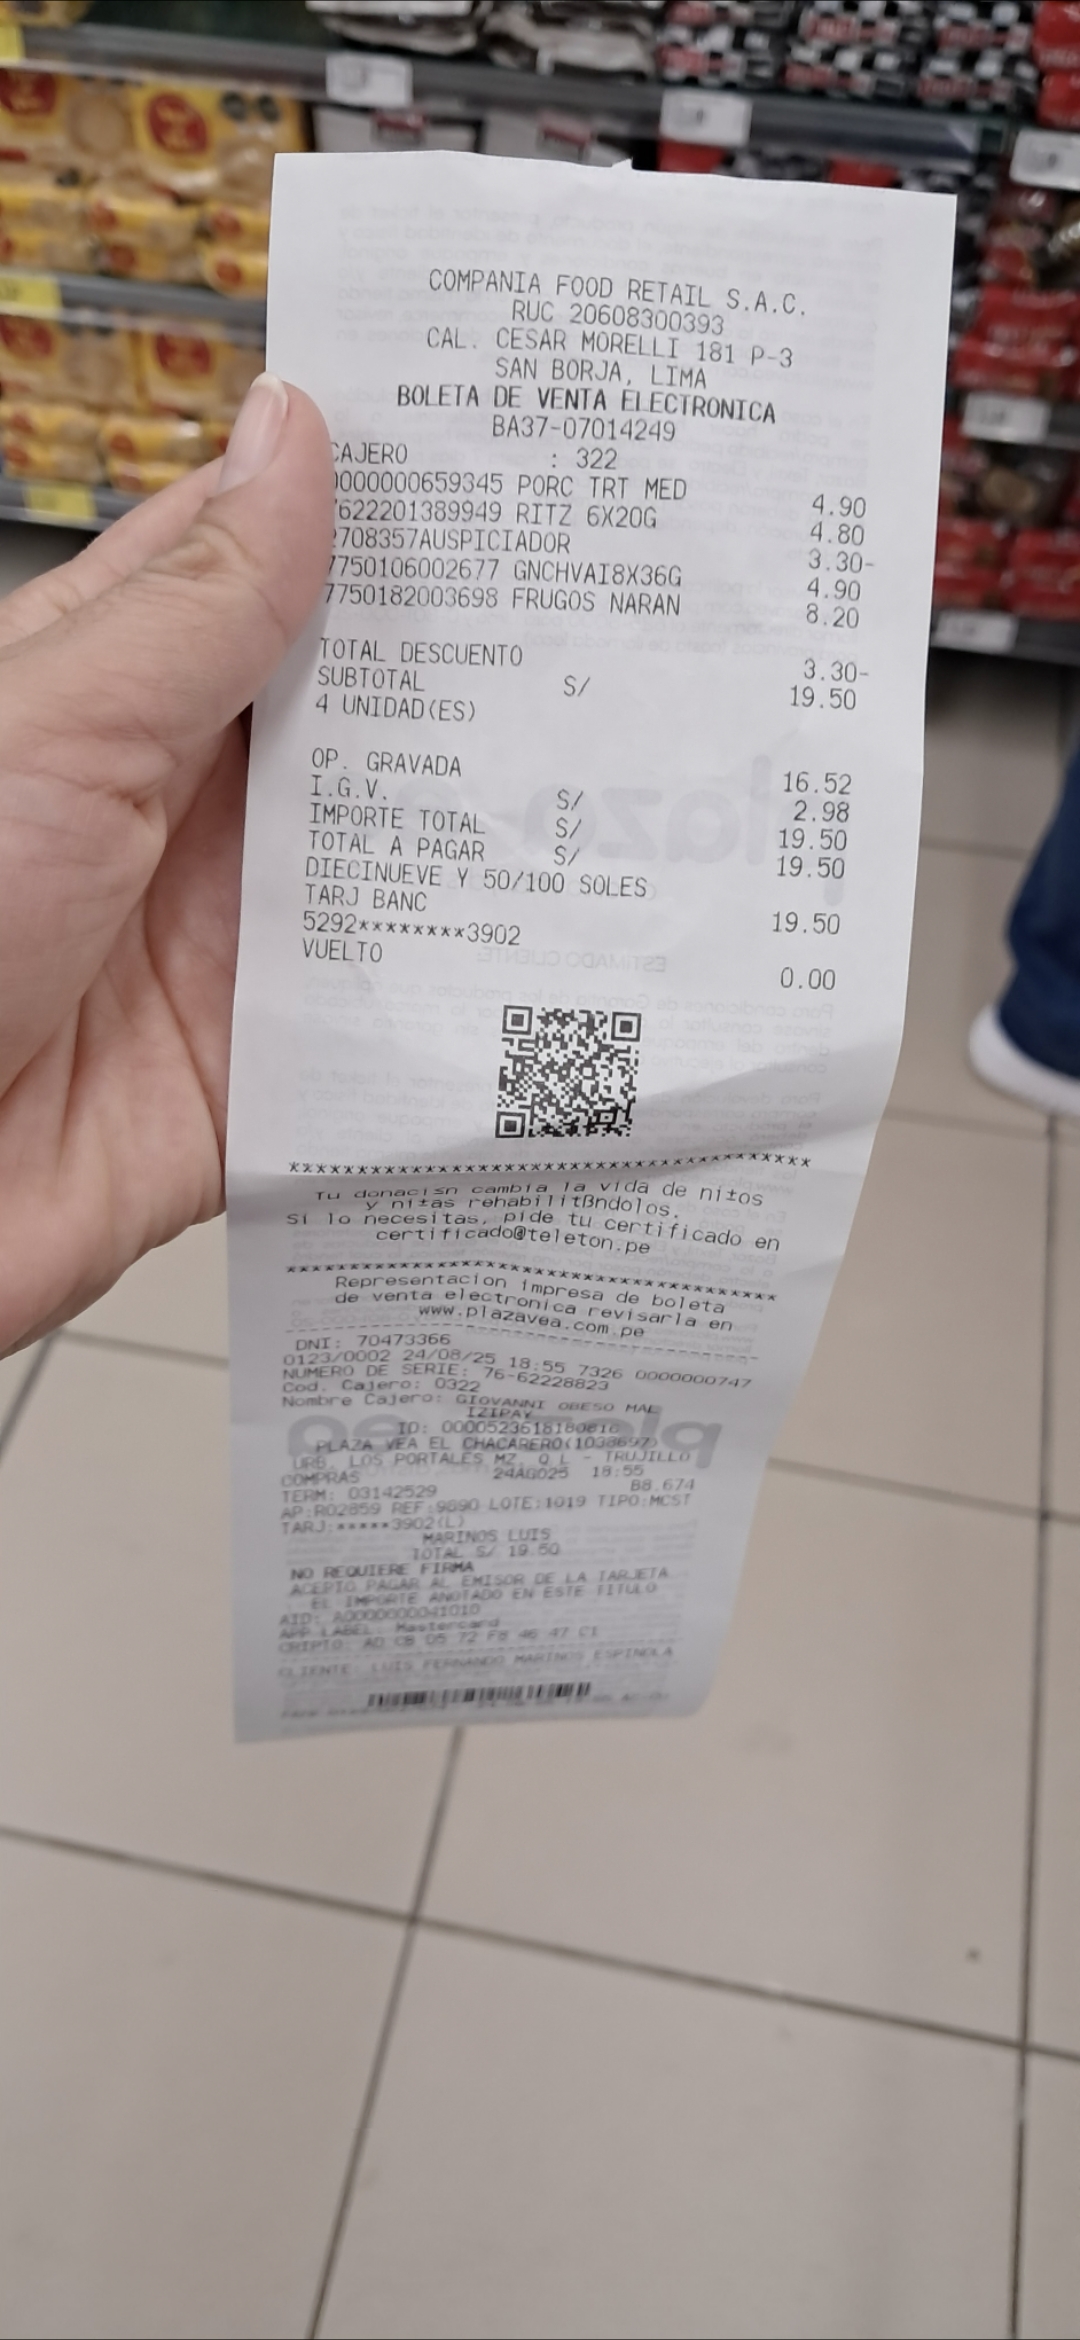 COMPANIA FOOD RETAIL S.A.C.
RUC 20608300393
CAL. CESAR MORELLI 181 P-3
SAN BORJA, LIMA
BOLETA DE VENTA ELECTRONICA
BA37-07014249
CAJERO : 322
0000000659345 PORC TRT MED 4.90
7622201389949 RITZ 6X20G 4.80
2708357AUSPICIADOR 3.30-
7750106002677 GNCHVAI8X36G 4.90
7750182003698 FRUGOS NARAN 8.20
TOTAL DESCUENTO 3.30-
SUBTOTAL S/ 19.50
4 UNIDAD(ES)
OP. GRAVADA 16.52
I.G.V. S/ 2.98
IMPORTE TOTAL S/ 19.50
TOTAL A PAGAR S/ 19.50
DIECINUEVE Y 50/100 SOLES
TARJ BANC 19.50
5292********3902
VUELTO 0.00
****************************************
Tu donacisn cambia la vida de ni±os
y ni±as rehabilitßndolos.
Si lo necesitas, pide tu certificado en
certificado@teleton.pe
****************************************
Representacion impresa de boleta
de venta electronica revisarla en
www.plazavea.com.pe
DNI: 70473366
0123/0002 24/08/25 18:55 7326 0000000747
NUMERO DE SERIE: 76-62228823
Cod. Cajero: 0322
Nombre Cajero: GIOVANNI OBESO MAL
IZIPAY
ID: 0000523618180816
PLAZA VEA EL CHACARERO(1038697)
URB. LOS PORTALES MZ. Q L - TRUJILLO
COMPRAS 24AGO25 18:55
TERM: 03142529 B8.674
AP:R02859 REF:9690 LOTE:1019 TIPO:MCST
TARJ:*****3902(L)
MARINOS LUIS
TOTAL S/ 19.50
NO REQUIERE FIRMA
ACEPTO PAGAR AL EMISOR DE LA TARJETA
EL IMPORTE ANOTADO EN ESTE TITULO
AID: A0000000041010
APP LABEL: Mastercard
CRIPTO: AD CB D5 72 F8 46 47 C1
CLIENTE: LUIS FERNANDO MARINOS ESPINOLA